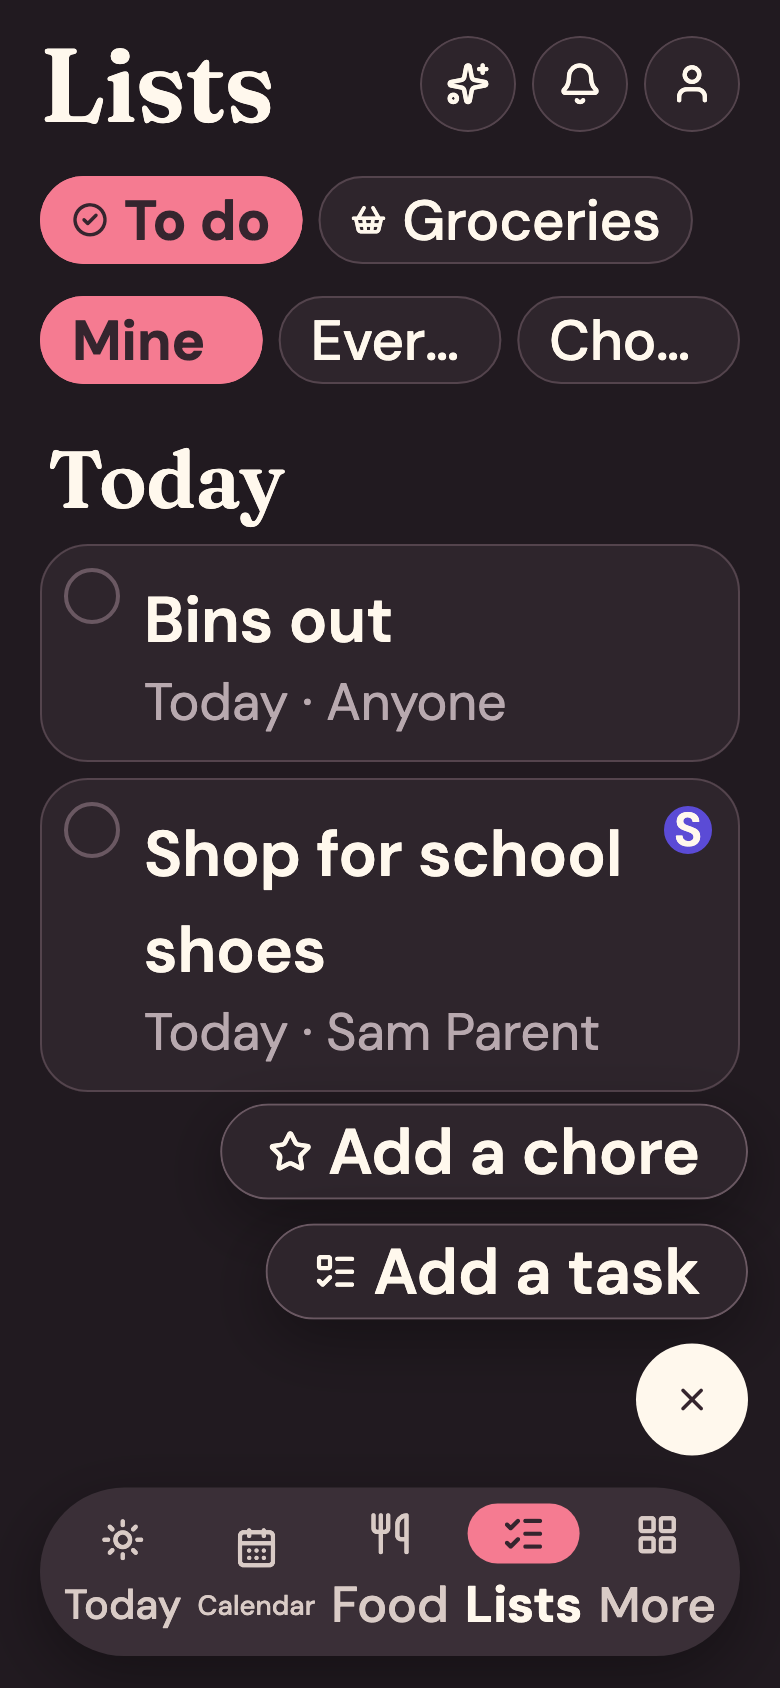 Lists
To do
Groceries
Mine
Ever...
Cho...
Today
Bins out
Today · Anyone
Shop for school
shoes
S
Today · Sam Parent
Add a chore
Add a task
Today
Calendar
Food
Lists
More